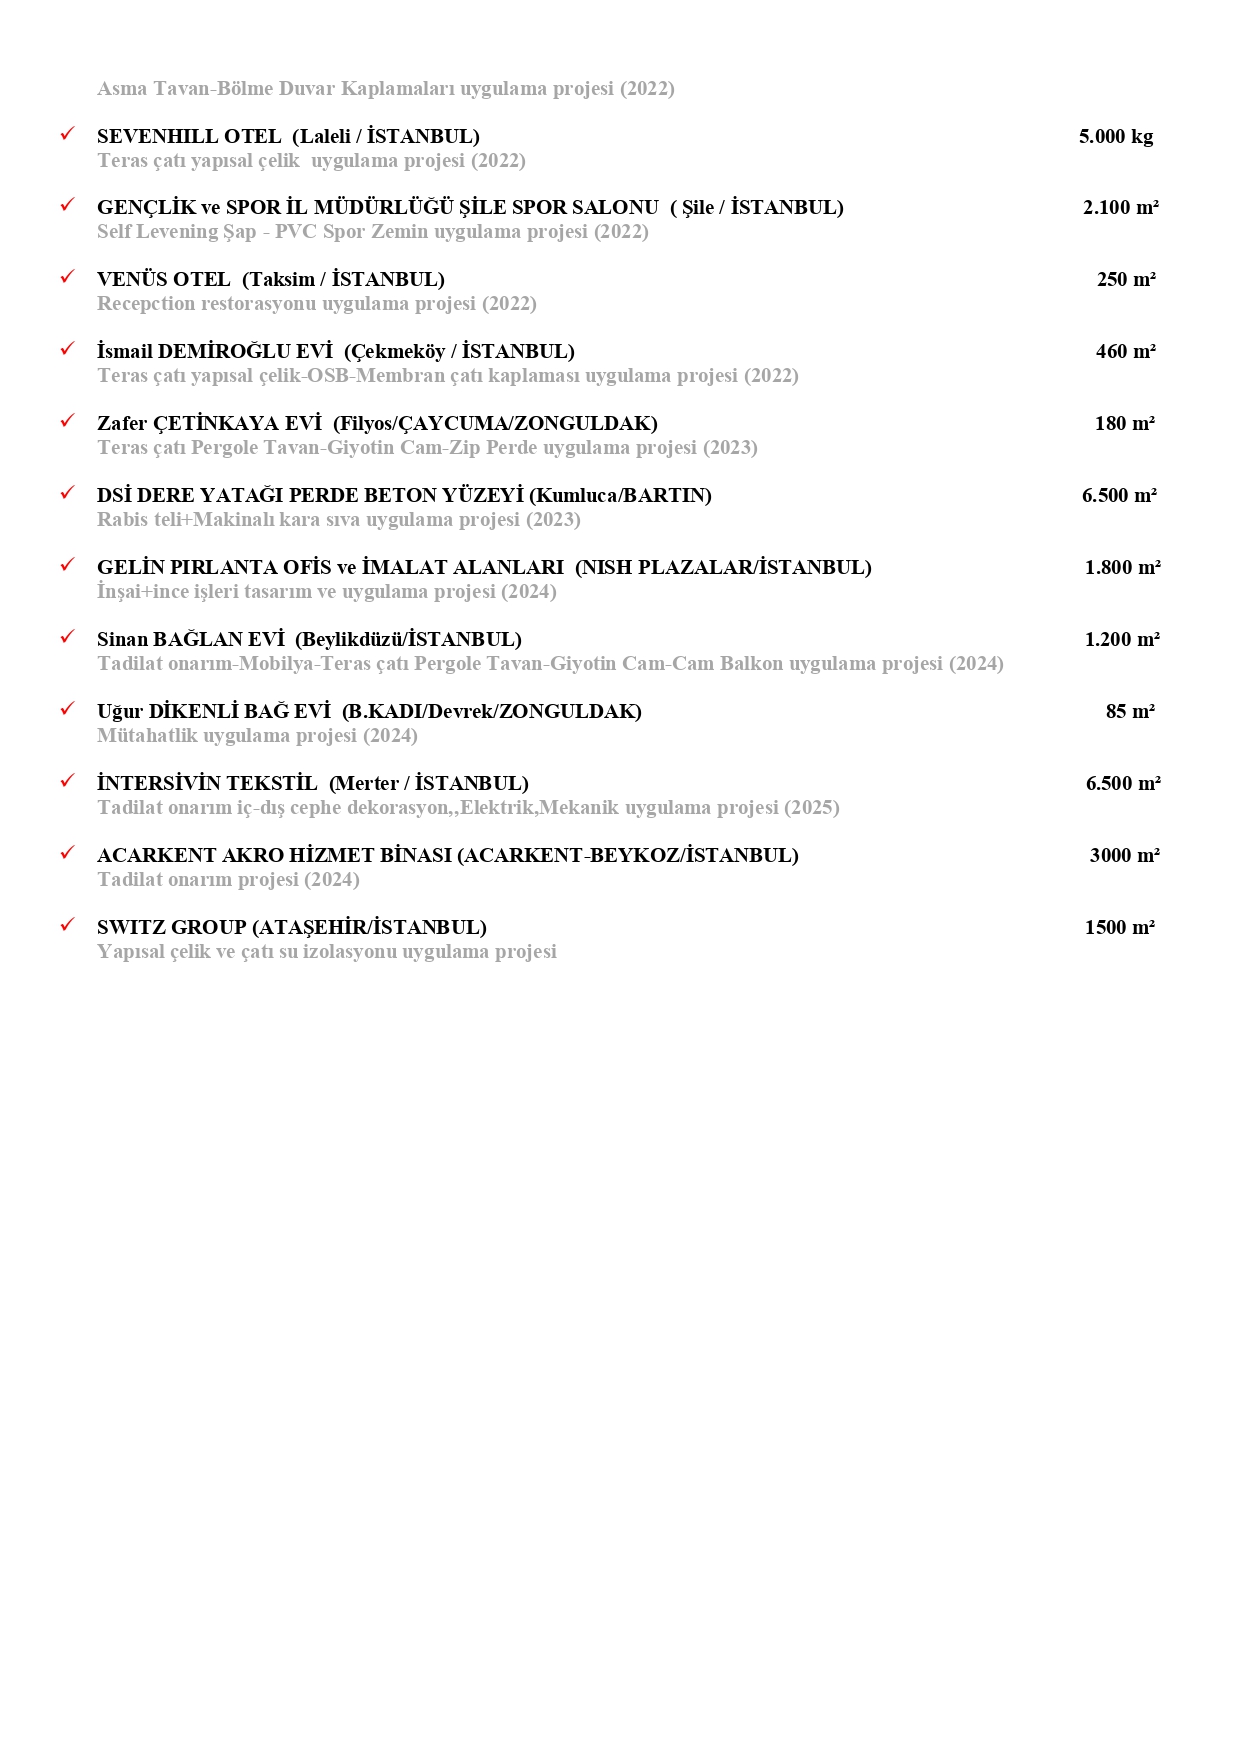 Asma Tavan-Bölme Duvar Kaplamaları uygulama projesi (2022)
✓ SEVENHILL OTEL (Laleli / İSTANBUL) 5.000 kg
Teras çatı yapısal çelik uygulama projesi (2022)
✓ GENÇLİK ve SPOR İL MÜDÜRLÜĞÜ ŞİLE SPOR SALONU ( Şile / İSTANBUL) 2.100 m²
Self Levening Şap - PVC Spor Zemin uygulama projesi (2022)
✓ VENÜS OTEL (Taksim / İSTANBUL) 250 m²
Recepction restorasyonu uygulama projesi (2022)
✓ İsmail DEMİROĞLU EVİ (Çekmeköy / İSTANBUL) 460 m²
Teras çatı yapısal çelik-OSB-Membran çatı kaplaması uygulama projesi (2022)
✓ Zafer ÇETİNKAYA EVİ (Filyos/ÇAYCUMA/ZONGULDAK) 180 m²
Teras çatı Pergole Tavan-Giyotin Cam-Zip Perde uygulama projesi (2023)
✓ DSİ DERE YATAĞI PERDE BETON YÜZEYİ (Kumluca/BARTIN) 6.500 m²
Rabis teli+Makinalı kara sıva uygulama projesi (2023)
✓ GELİN PIRLANTA OFİS ve İMALAT ALANLARI (NISH PLAZALAR/İSTANBUL) 1.800 m²
İnşai+ince işleri tasarım ve uygulama projesi (2024)
✓ Sinan BAĞLAN EVİ (Beylikdüzü/İSTANBUL) 1.200 m²
Tadilat onarım-Mobilya-Teras çatı Pergole Tavan-Giyotin Cam-Cam Balkon uygulama projesi (2024)
✓ Uğur DİKENLİ BAĞ EVİ (B.KADI/Devrek/ZONGULDAK) 85 m²
Mütahatlik uygulama projesi (2024)
✓ İNTERSİVİN TEKSTİL (Merter / İSTANBUL) 6.500 m²
Tadilat onarım iç-dış cephe dekorasyon,,Elektrik,Mekanik uygulama projesi (2025)
✓ ACARKENT AKRO HİZMET BİNASI (ACARKENT-BEYKOZ/İSTANBUL) 3000 m²
Tadilat onarım projesi (2024)
✓ SWITZ GROUP (ATAŞEHİR/İSTANBUL) 1500 m²
Yapısal çelik ve çatı su izolasyonu uygulama projesi